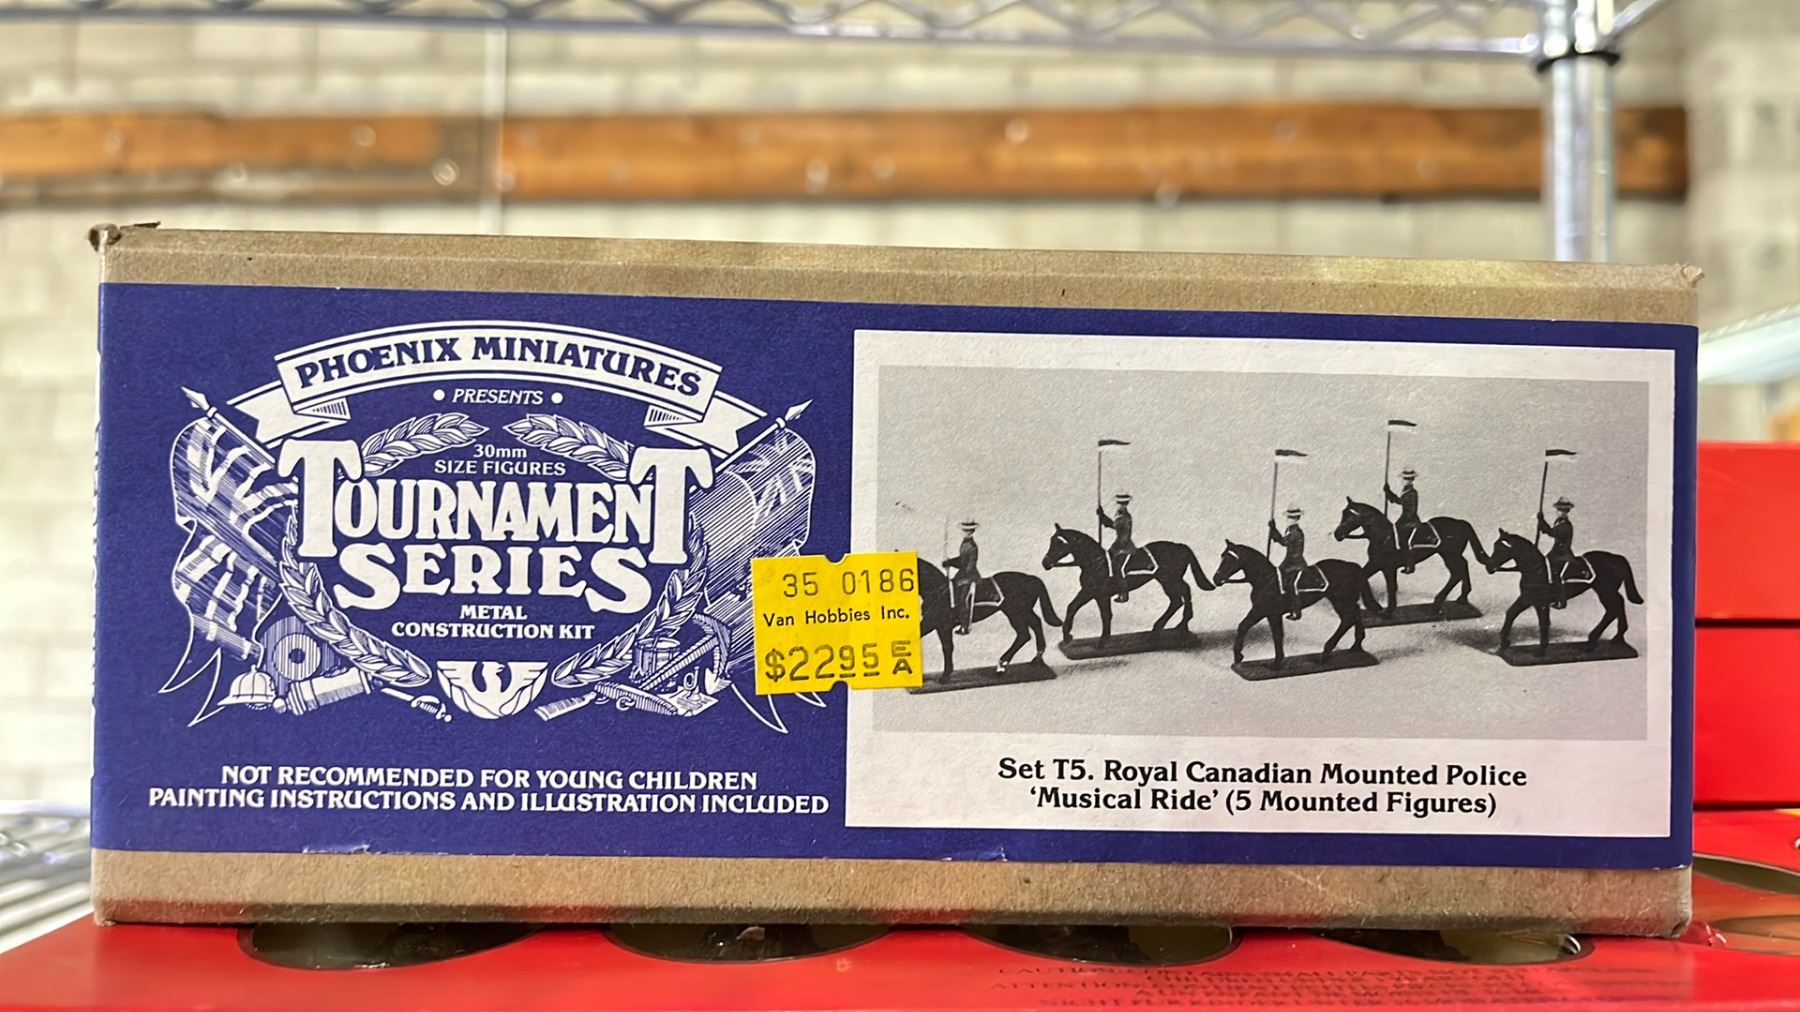 PHOENIX MINIATURES
• PRESENTS •
30mm
SIZE FIGURES
TOURNAMENT
SERIES
METAL
CONSTRUCTION KIT
NOT RECOMMENDED FOR YOUNG CHILDREN
PAINTING INSTRUCTIONS AND ILLUSTRATION INCLUDED
35 0186
Van Hobbies Inc.
$22.95 EA
Set T5. Royal Canadian Mounted Police
‘Musical Ride’ (5 Mounted Figures)